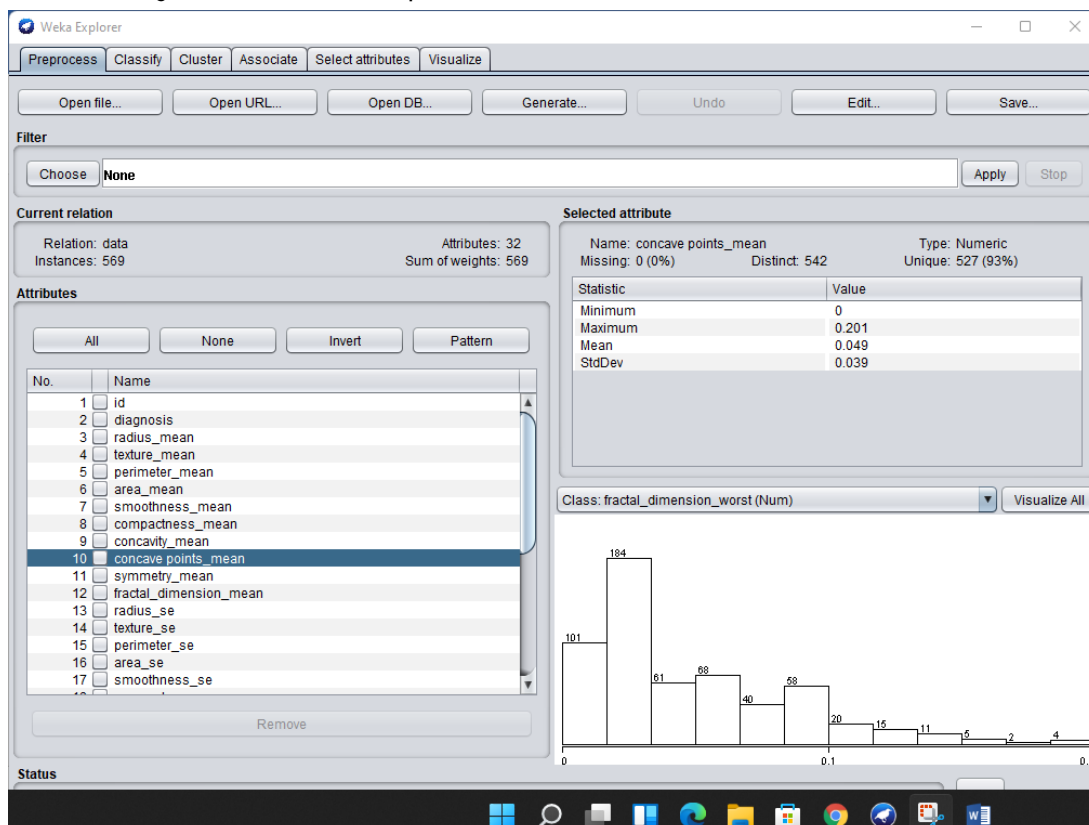 Weka Explorer
Preprocess Classify Cluster Associate Select attributes Visualize
Open file... Open URL... Open DB... Generate... Undo Edit... Save...
Filter
Choose None Apply Stop
Current relation
Relation: data Attributes: 32
Instances: 569 Sum of weights: 569
Attributes
All None Invert Pattern
No. Name
1 id
2 diagnosis
3 radius_mean
4 texture_mean
5 perimeter_mean
6 area_mean
7 smoothness_mean
8 compactness_mean
9 concavity_mean
10 concave points_mean
11 symmetry_mean
12 fractal_dimension_mean
13 radius_se
14 texture_se
15 perimeter_se
16 area_se
17 smoothness_se
Remove
Selected attribute
Name: concave points_mean Type: Numeric
Missing: 0 (0%) Distinct: 542 Unique: 527 (93%)
Statistic Value
Minimum 0
Maximum 0.201
Mean 0.049
StdDev 0.039
Class: fractal_dimension_worst (Num) Visualize All
101 184 61 68 40 58 20 15 11 5 2 4
0 0.1 0.
Status